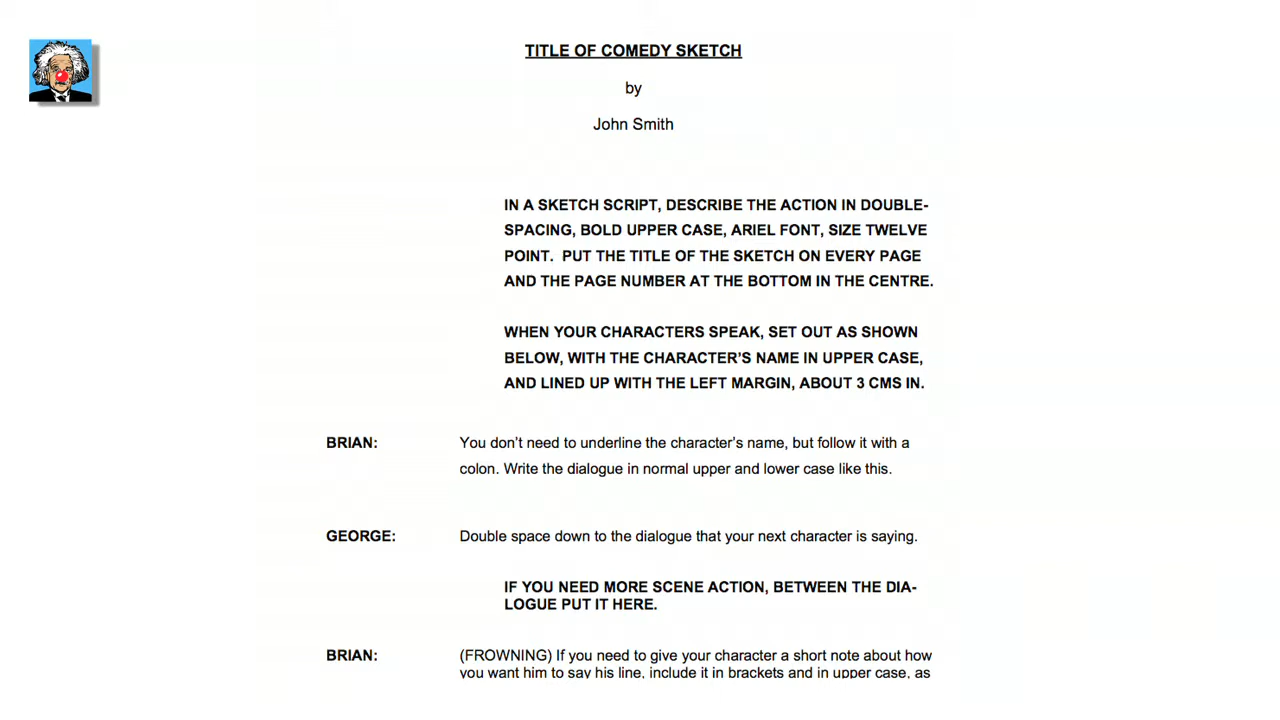 TITLE OF COMEDY SKETCH
by
John Smith
IN A SKETCH SCRIPT, DESCRIBE THE ACTION IN DOUBLE-
SPACING, BOLD UPPER CASE, ARIEL FONT, SIZE TWELVE
POINT.  PUT THE TITLE OF THE SKETCH ON EVERY PAGE
AND THE PAGE NUMBER AT THE BOTTOM IN THE CENTRE.
WHEN YOUR CHARACTERS SPEAK, SET OUT AS SHOWN
BELOW, WITH THE CHARACTER’S NAME IN UPPER CASE,
AND LINED UP WITH THE LEFT MARGIN, ABOUT 3 CMS IN.
BRIAN: You don’t need to underline the character’s name, but follow it with a
colon. Write the dialogue in normal upper and lower case like this.
GEORGE: Double space down to the dialogue that your next character is saying.
IF YOU NEED MORE SCENE ACTION, BETWEEN THE DIA-
LOGUE PUT IT HERE.
BRIAN: (FROWNING) If you need to give your character a short note about how
you want him to say his line, include it in brackets and in upper case, as